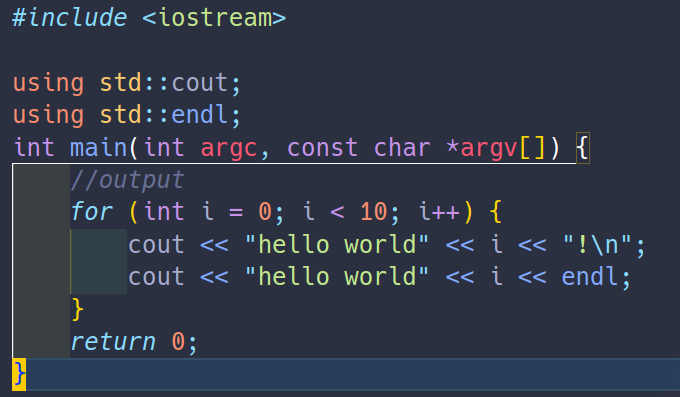 #include <iostream>

using std::cout;
using std::endl;
int main(int argc, const char *argv[]) {
    //output
    for (int i = 0; i < 10; i++) {
        cout << "hello world" << i << "!\n";
        cout << "hello world" << i << endl;
    }
    return 0;
}